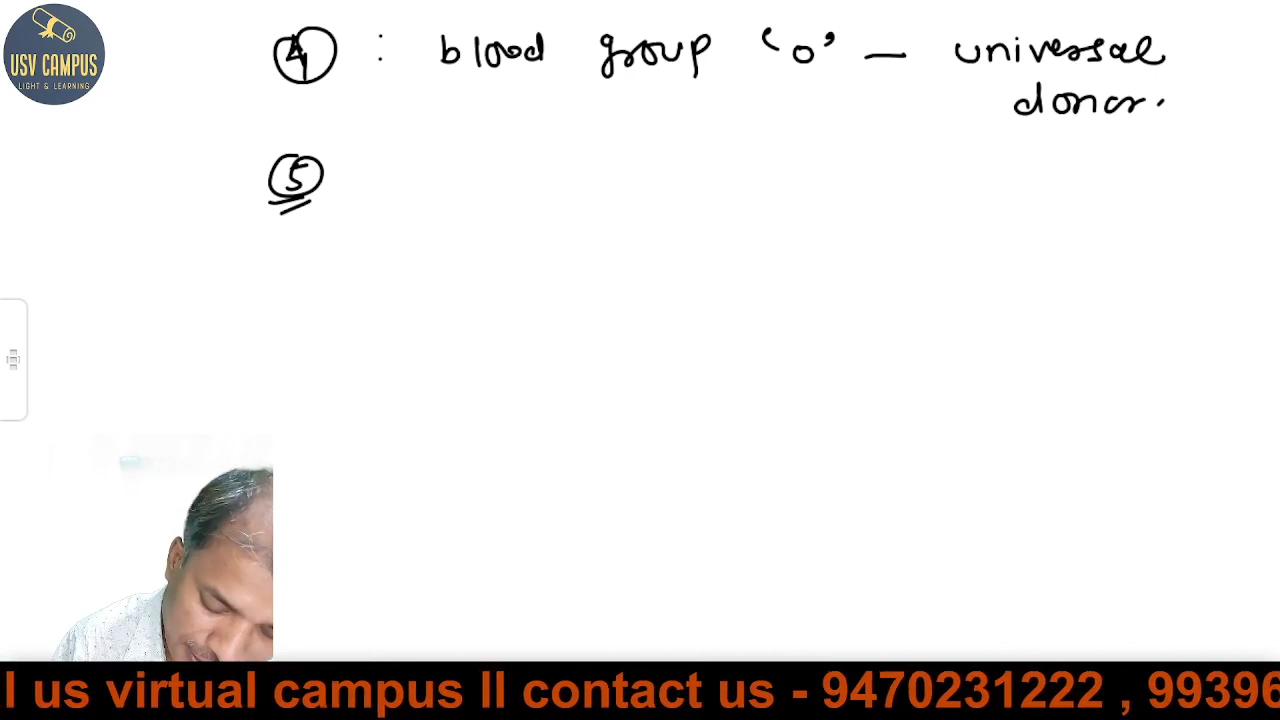 USV CAMPUS
LIGHT & LEARNING
4 : blood group 'o' — universal
donor.
5
l us virtual campus ll contact us - 9470231222 , 99396